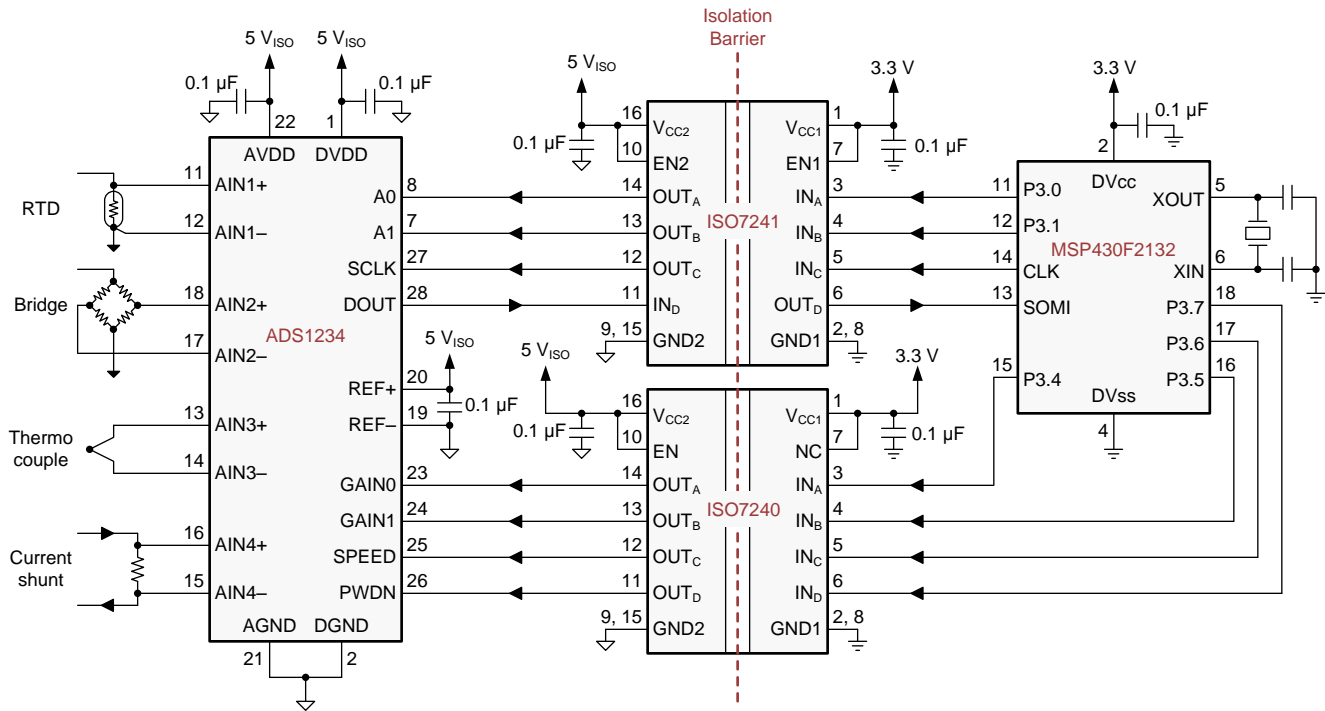 Isolation
Barrier
5 VISO
5 VISO
0.1 µF
0.1 µF
22
1
AVDD
DVDD
ADS1234
RTD
11
AIN1+
12
AIN1–
Bridge
18
AIN2+
17
AIN2–
Thermo
couple
13
AIN3+
14
AIN3–
Current
shunt
16
AIN4+
15
AIN4–
AGND
DGND
21
2
A0
8
A1
7
SCLK
27
DOUT
28
REF+
20
REF–
19
5 VISO
0.1 µF
GAIN0
23
GAIN1
24
SPEED
25
PWDN
26
5 VISO
0.1 µF
16
VCC2
10
EN2
14
OUTA
13
OUTB
12
OUTC
11
IND
9, 15
GND2
ISO7241
3.3 V
0.1 µF
VCC1
1
EN1
7
INA
3
INB
4
INC
5
OUTD
6
GND1
2, 8
5 VISO
0.1 µF
16
VCC2
10
EN
14
OUTA
13
OUTB
12
OUTC
11
OUTD
9, 15
GND2
ISO7240
3.3 V
0.1 µF
VCC1
1
NC
7
INA
3
INB
4
INC
5
IND
6
GND1
2, 8
3.3 V
0.1 µF
2
DVcc
MSP430F2132
11
P3.0
12
P3.1
14
CLK
13
SOMI
15
P3.4
XOUT
5
XIN
6
P3.7
18
P3.6
17
P3.5
16
DVss
4